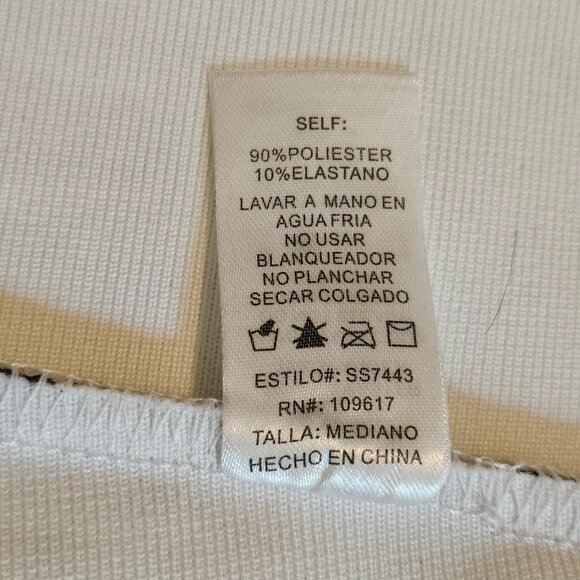 SELF:
90%POLIESTER
10%ELASTANO
LAVAR A MANO EN
AGUA FRIA
NO USAR
BLANQUEADOR
NO PLANCHAR
SECAR COLGADO
ESTILO#: SS7443
RN#: 109617
TALLA: MEDIANO
HECHO EN CHINA